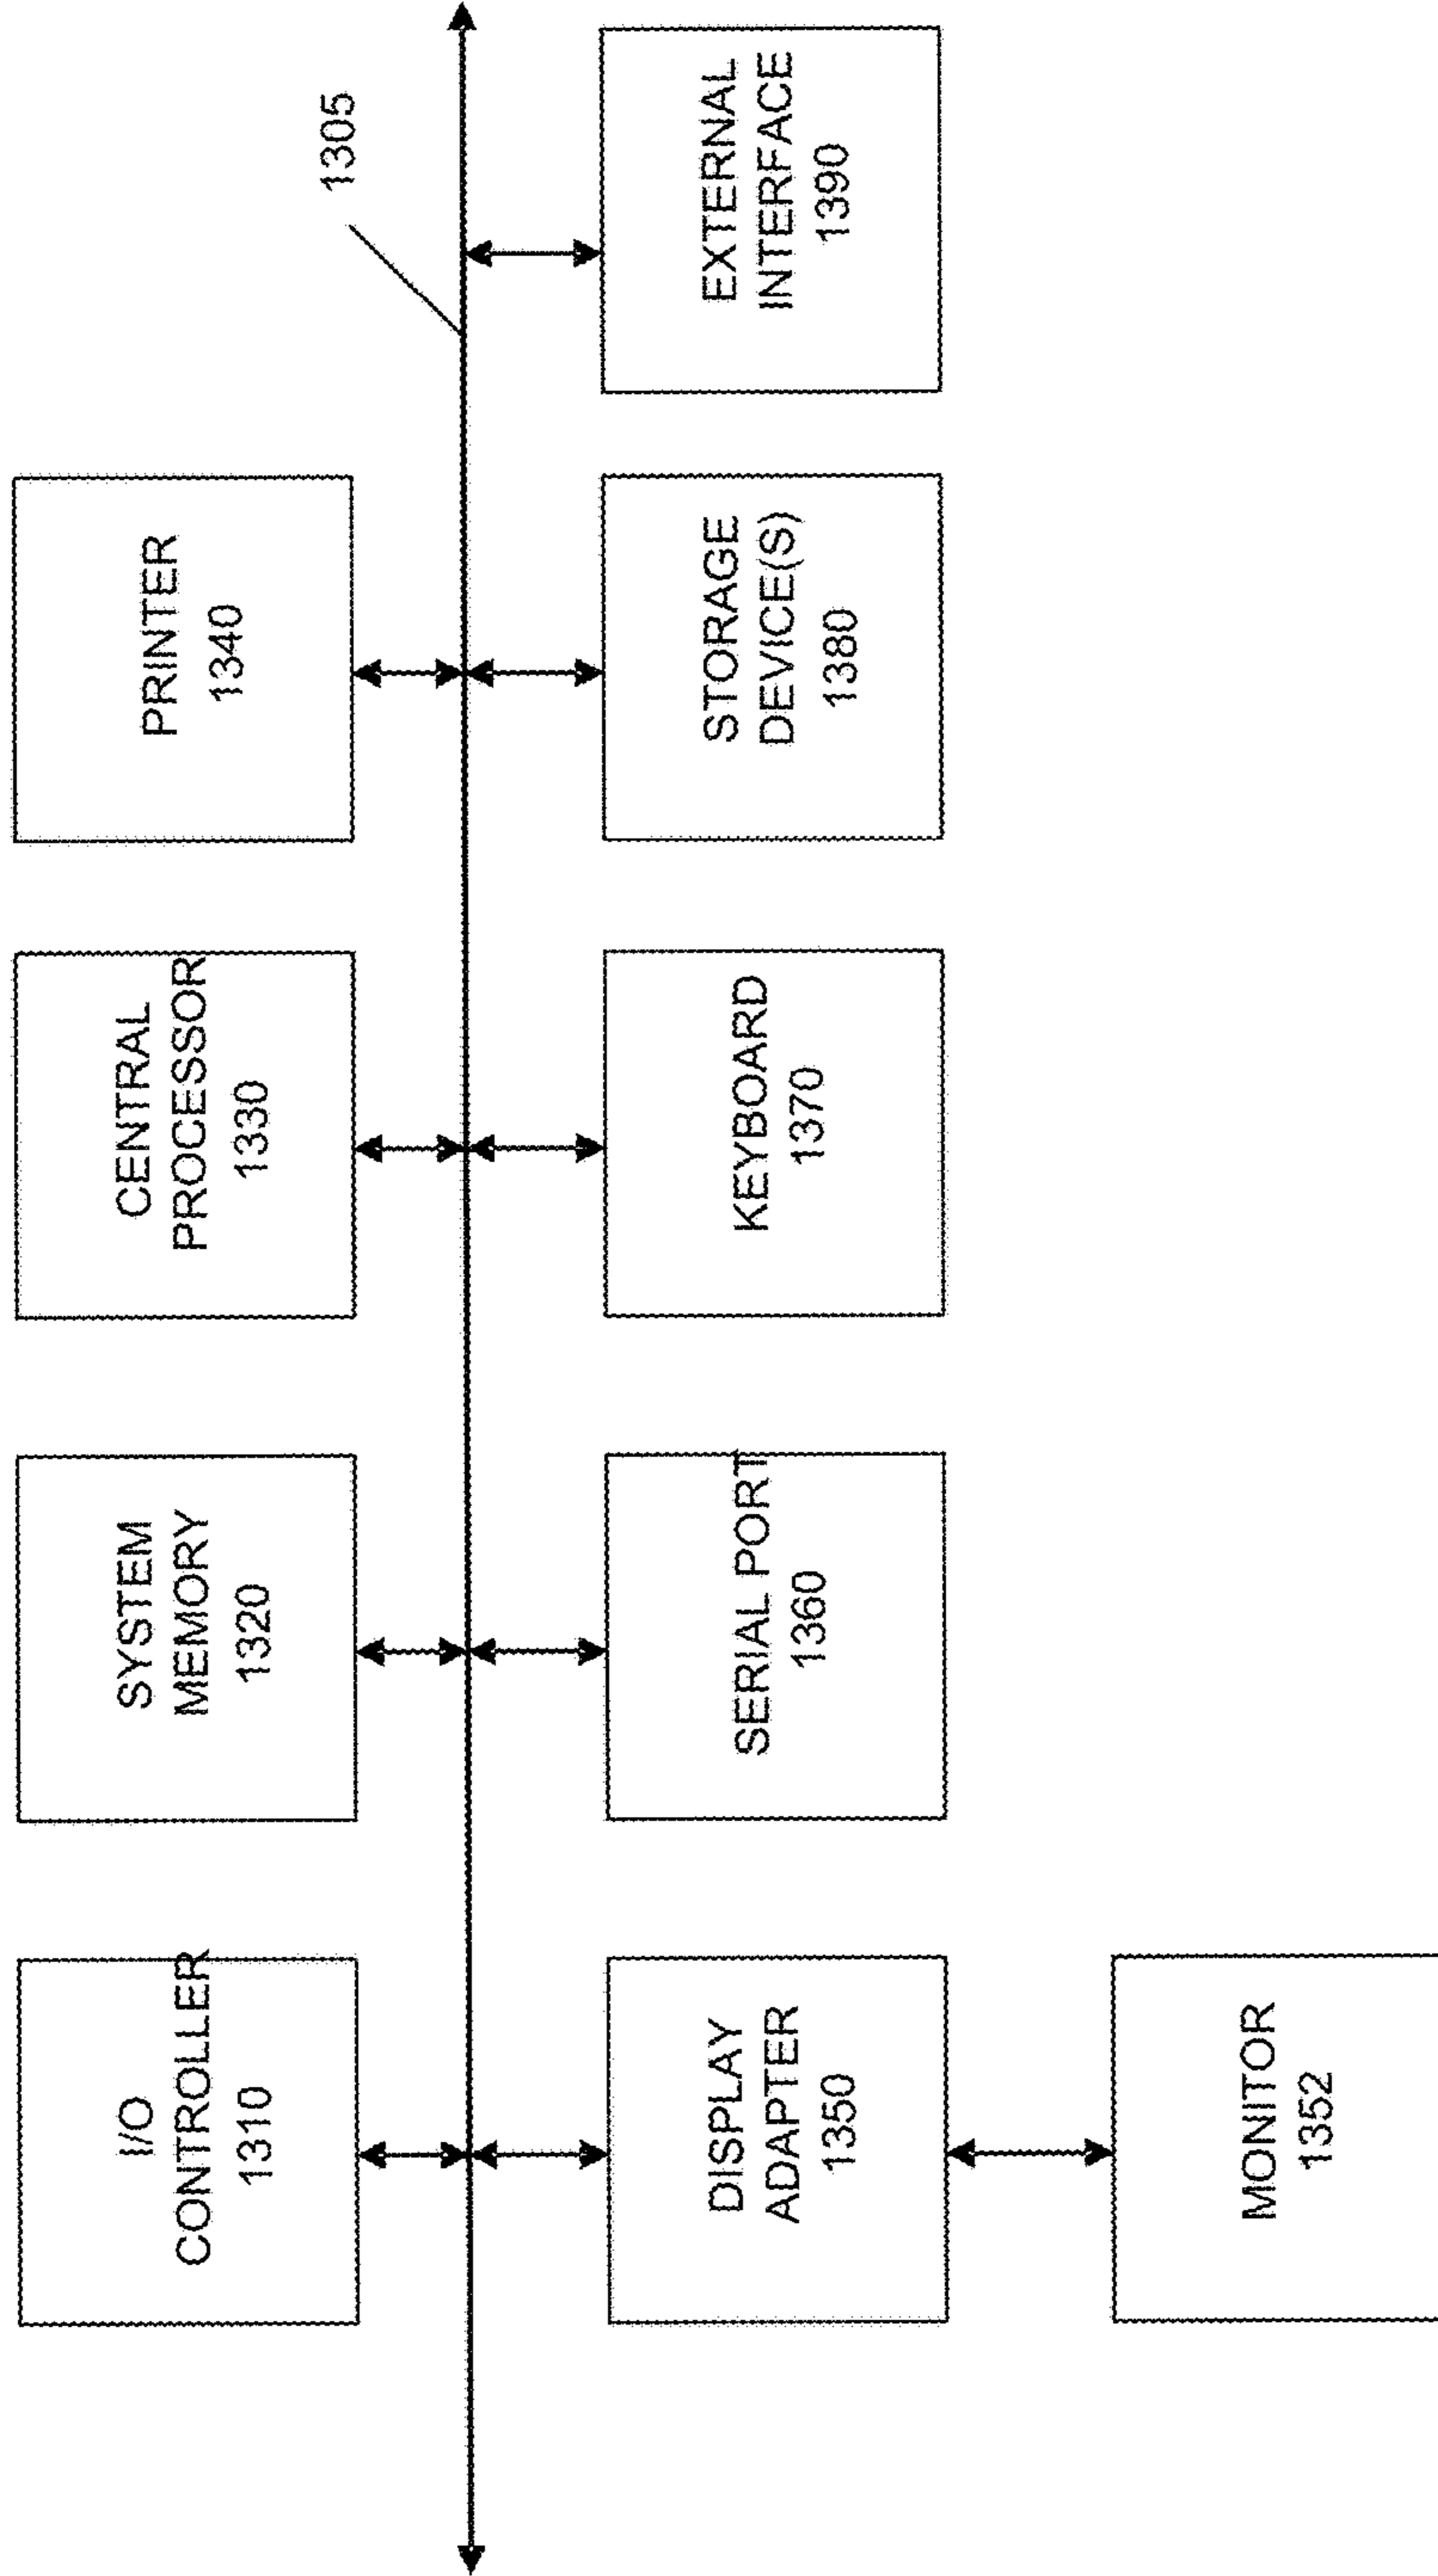 I/O
CONTROLLER
1310
SYSTEM
MEMORY
1320
CENTRAL
PROCESSOR
1330
PRINTER
1340
1305
DISPLAY
ADAPTER
1350
SERIAL PORT
1360
KEYBOARD
1370
STORAGE
DEVICE(S)
1380
EXTERNAL
INTERFACE
1390
MONITOR
1352